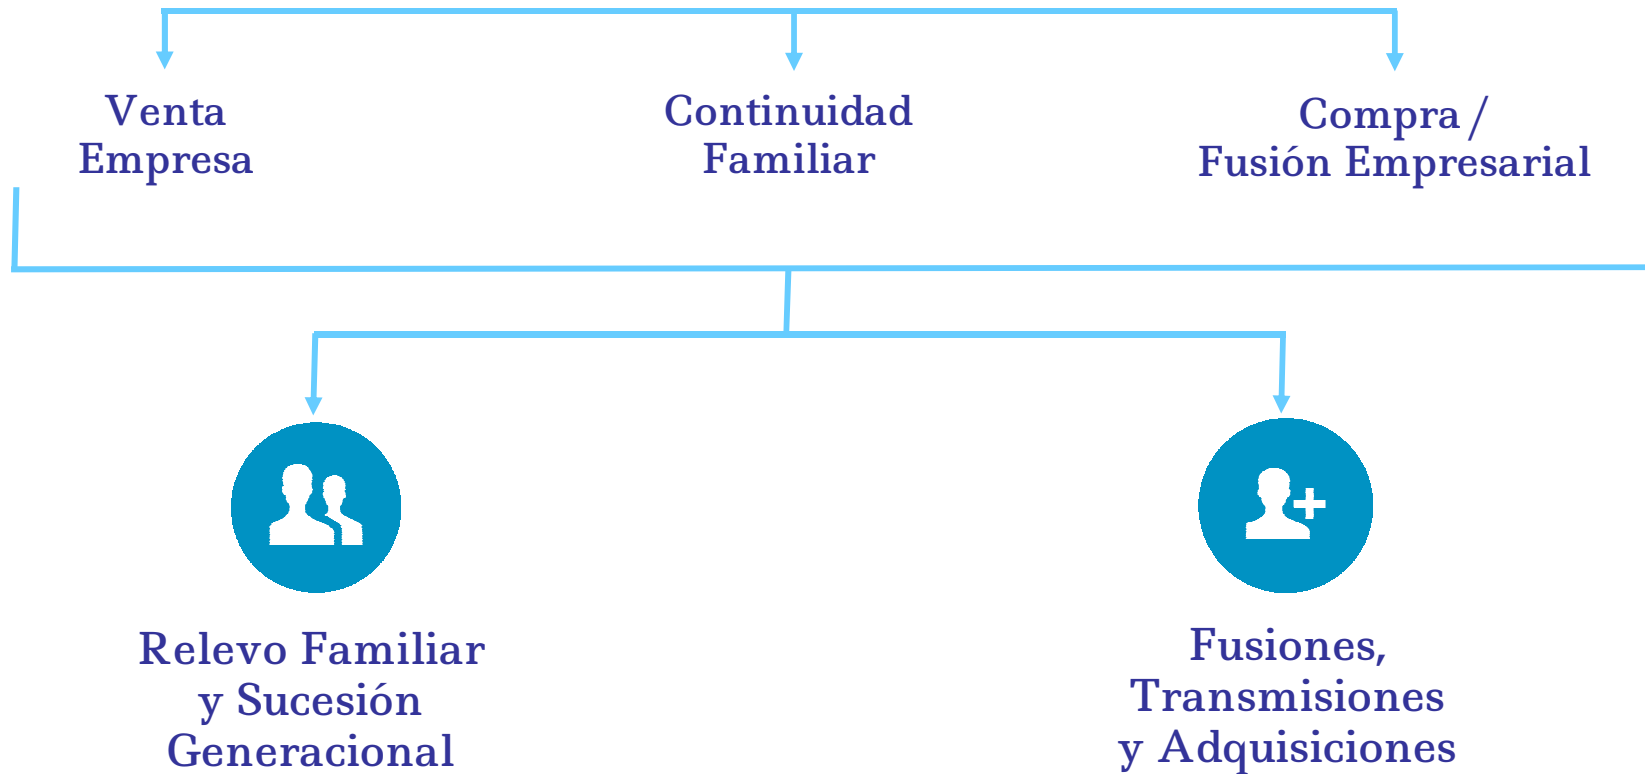 Venta
Empresa
Continuidad
Familiar
Compra/
Fusión Empresarial
Relevo Familiar
y Sucesión
Generacional
Fusiones,
Transmisiones
y Adquisiciones